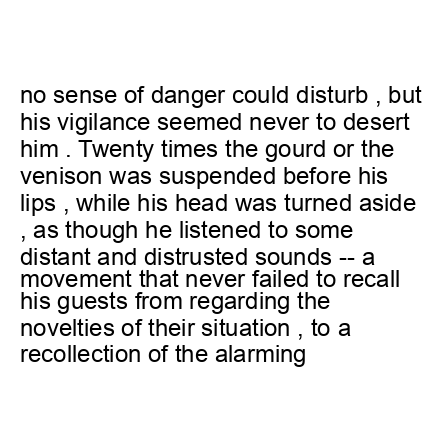 no sense of danger could disturb , but
his vigilance seemed never to desert
him . Twenty times the gourd or the
venison was suspended before his
lips , while his head was turned aside
, as though he listened to some
distant and distrusted sounds -- a
movement that never failed to recall
his guests from regarding the
novelties of their situation , to a
recollection of the alarming